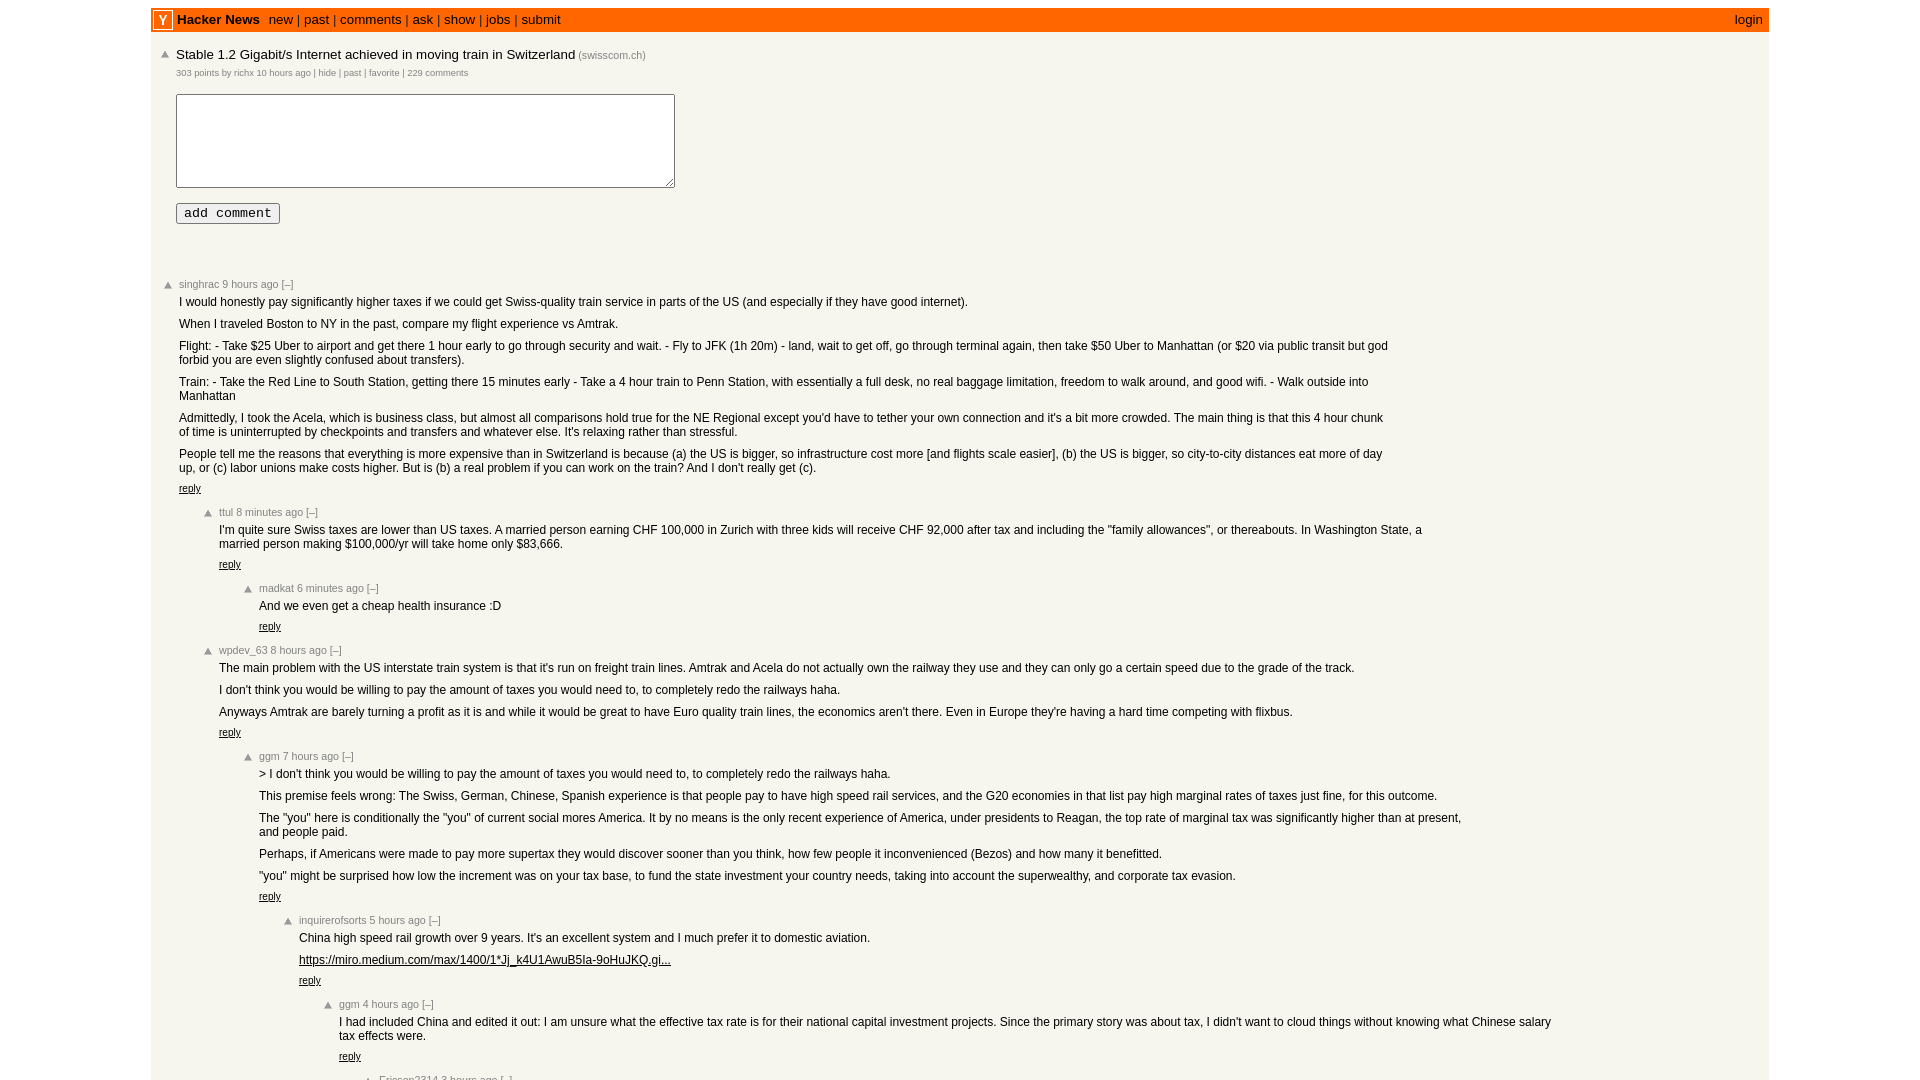 Y Hacker News new | past | comments | ask | show | jobs | submit login
Stable 1.2 Gigabit/s Internet achieved in moving train in Switzerland (swisscom.ch)
303 points by richx 10 hours ago | hide | past | favorite | 229 comments
add comment
singhrac 9 hours ago [–]
I would honestly pay significantly higher taxes if we could get Swiss-quality train service in parts of the US (and especially if they have good internet).
When I traveled Boston to NY in the past, compare my flight experience vs Amtrak.
Flight: - Take $25 Uber to airport and get there 1 hour early to go through security and wait. - Fly to JFK (1h 20m) - land, wait to get off, go through terminal again, then take $50 Uber to Manhattan (or $20 via public transit but god
forbid you are even slightly confused about transfers).
Train: - Take the Red Line to South Station, getting there 15 minutes early - Take a 4 hour train to Penn Station, with essentially a full desk, no real baggage limitation, freedom to walk around, and good wifi. - Walk outside into
Manhattan
Admittedly, I took the Acela, which is business class, but almost all comparisons hold true for the NE Regional except you'd have to tether your own connection and it's a bit more crowded. The main thing is that this 4 hour chunk
of time is uninterrupted by checkpoints and transfers and whatever else. It's relaxing rather than stressful.
People tell me the reasons that everything is more expensive than in Switzerland is because (a) the US is bigger, so infrastructure cost more [and flights scale easier], (b) the US is bigger, so city-to-city distances eat more of day
up, or (c) labor unions make costs higher. But is (b) a real problem if you can work on the train? And I don't really get (c).
reply
ttul 8 minutes ago [–]
I'm quite sure Swiss taxes are lower than US taxes. A married person earning CHF 100,000 in Zurich with three kids will receive CHF 92,000 after tax and including the "family allowances", or thereabouts. In Washington State, a
married person making $100,000/yr will take home only $83,666.
reply
madkat 6 minutes ago [–]
And we even get a cheap health insurance :D
reply
wpdev_63 8 hours ago [–]
The main problem with the US interstate train system is that it's run on freight train lines. Amtrak and Acela do not actually own the railway they use and they can only go a certain speed due to the grade of the track.
I don't think you would be willing to pay the amount of taxes you would need to, to completely redo the railways haha.
Anyways Amtrak are barely turning a profit as it is and while it would be great to have Euro quality train lines, the economics aren't there. Even in Europe they're having a hard time competing with flixbus.
reply
ggm 7 hours ago [–]
> I don't think you would be willing to pay the amount of taxes you would need to, to completely redo the railways haha.
This premise feels wrong: The Swiss, German, Chinese, Spanish experience is that people pay to have high speed rail services, and the G20 economies in that list pay high marginal rates of taxes just fine, for this outcome.
The "you" here is conditionally the "you" of current social mores America. It by no means is the only recent experience of America, under presidents to Reagan, the top rate of marginal tax was significantly higher than at present,
and people paid.
Perhaps, if Americans were made to pay more supertax they would discover sooner than you think, how few people it inconvenienced (Bezos) and how many it benefitted.
"you" might be surprised how low the increment was on your tax base, to fund the state investment your country needs, taking into account the superwealthy, and corporate tax evasion.
reply
inquirerofsorts 5 hours ago [–]
China high speed rail growth over 9 years. It's an excellent system and I much prefer it to domestic aviation.
https://miro.medium.com/max/1400/1*Jj_k4U1AwuB5Ia-9oHuJKQ.gi...
reply
ggm 4 hours ago [–]
I had included China and edited it out: I am unsure what the effective tax rate is for their national capital investment projects. Since the primary story was about tax, I didn't want to cloud things without knowing what Chinese salary
tax effects were.
reply
Ericson2314 3 hours ago [–]